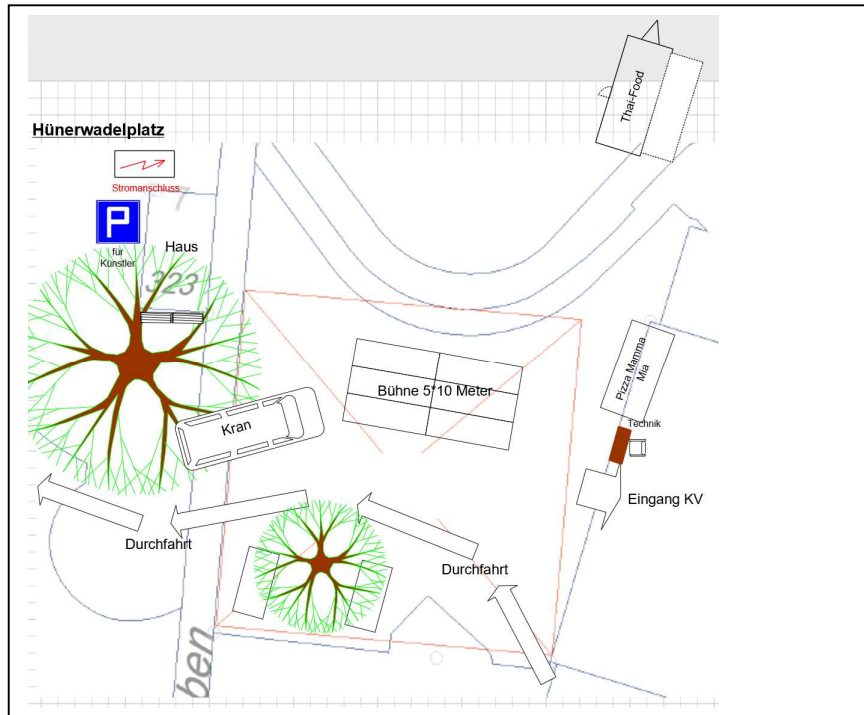 Thai-Food
Hünerwadelplatz
Stromanschluss
7
P
für
Künstler
Haus
323
Pizza Mamma
Mia
Bühne 5*10 Meter
Kran
Technik
Eingang KV
Durchfahrt
Durchfahrt
ben